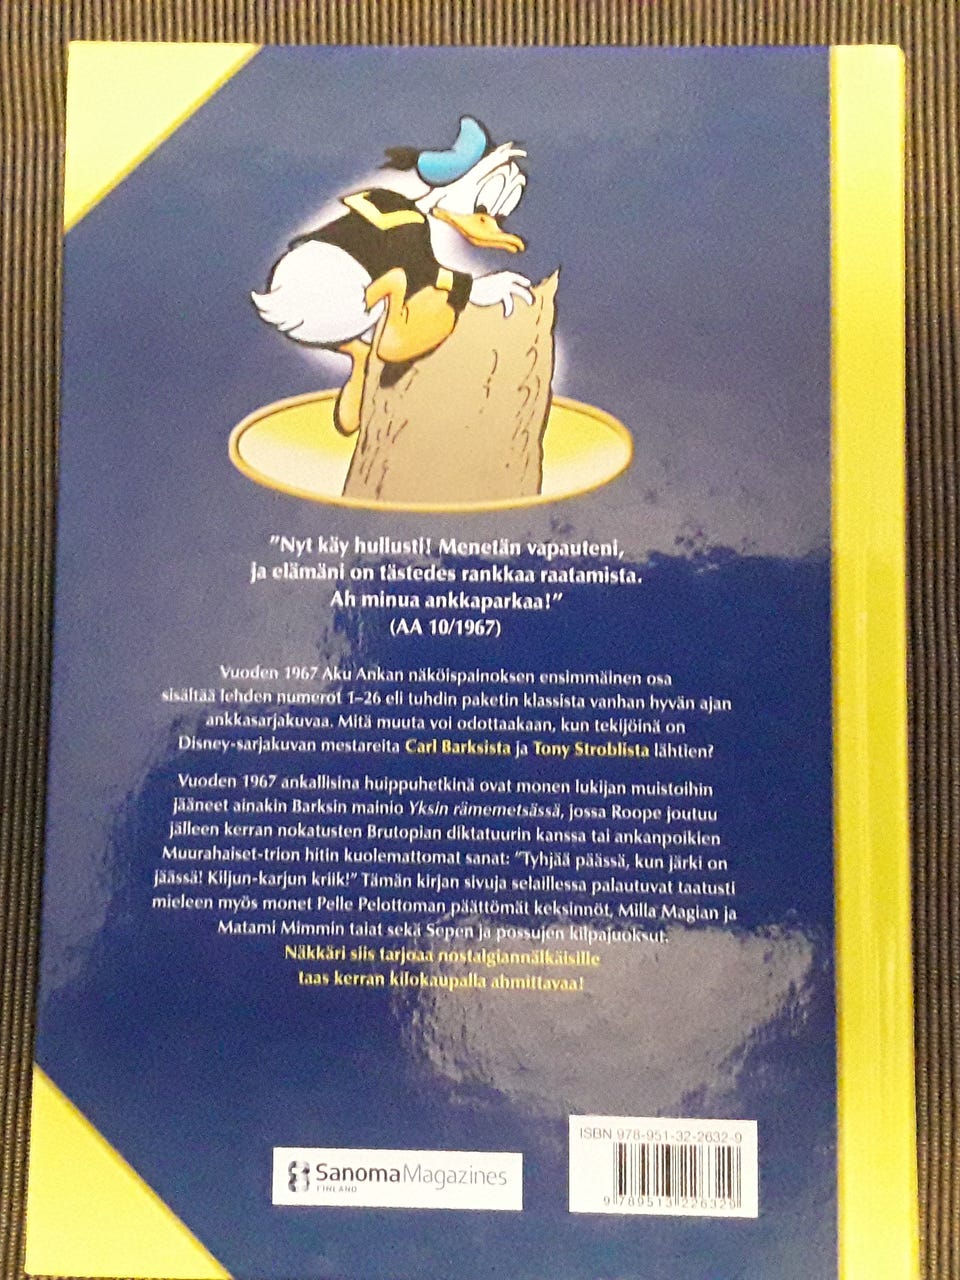 "Nyt käy hullusti! Menetän vapauteni,
ja elämäni on tästedes rankkaa raatamista.
Ah minua ankkaparkaa!"
(AA 10/1967)
Vuoden 1967 Aku Ankan näköispainoksen ensimmäinen osa
sisältää lehden numerot 1–26 eli tuhdin paketin klassista vanhan hyvän ajan
ankkasarjakuvaa. Mitä muuta voi odottaakaan, kun tekijöinä on
Disney-sarjakuvan mestareita Carl Barksista ja Tony Stroblista lähtien?
Vuoden 1967 ankallisina huippuhetkinä ovat monen lukijan muistoihin
jääneet ainakin Barksin mainio Yksin rämemetsässä, jossa Roope joutuu
jälleen kerran nokatusten Brutopian diktatuurin kanssa tai ankanpoikien
Muurahaiset-trion hitin kuolemattomat sanat: "Tyhjää päässä, kun järki on
jäässä! Kiljun-karjun kriik!" Tämän kirjan sivuja selaillessa palautuvat taatusti
mieleen myös monet Pelle Pelottoman päättömät keksinnöt, Milla Magian ja
Matami Mimmin taiat sekä Sepen ja possujen kilpajuoksut.
Näkkäri siis tarjoaa nostalgiannälkäisille
taas kerran kilokaupalla ahmittavaa!
ISBN 978-951-32-2632-9
SanomaMagazines
FINLAND
9 789513 226329